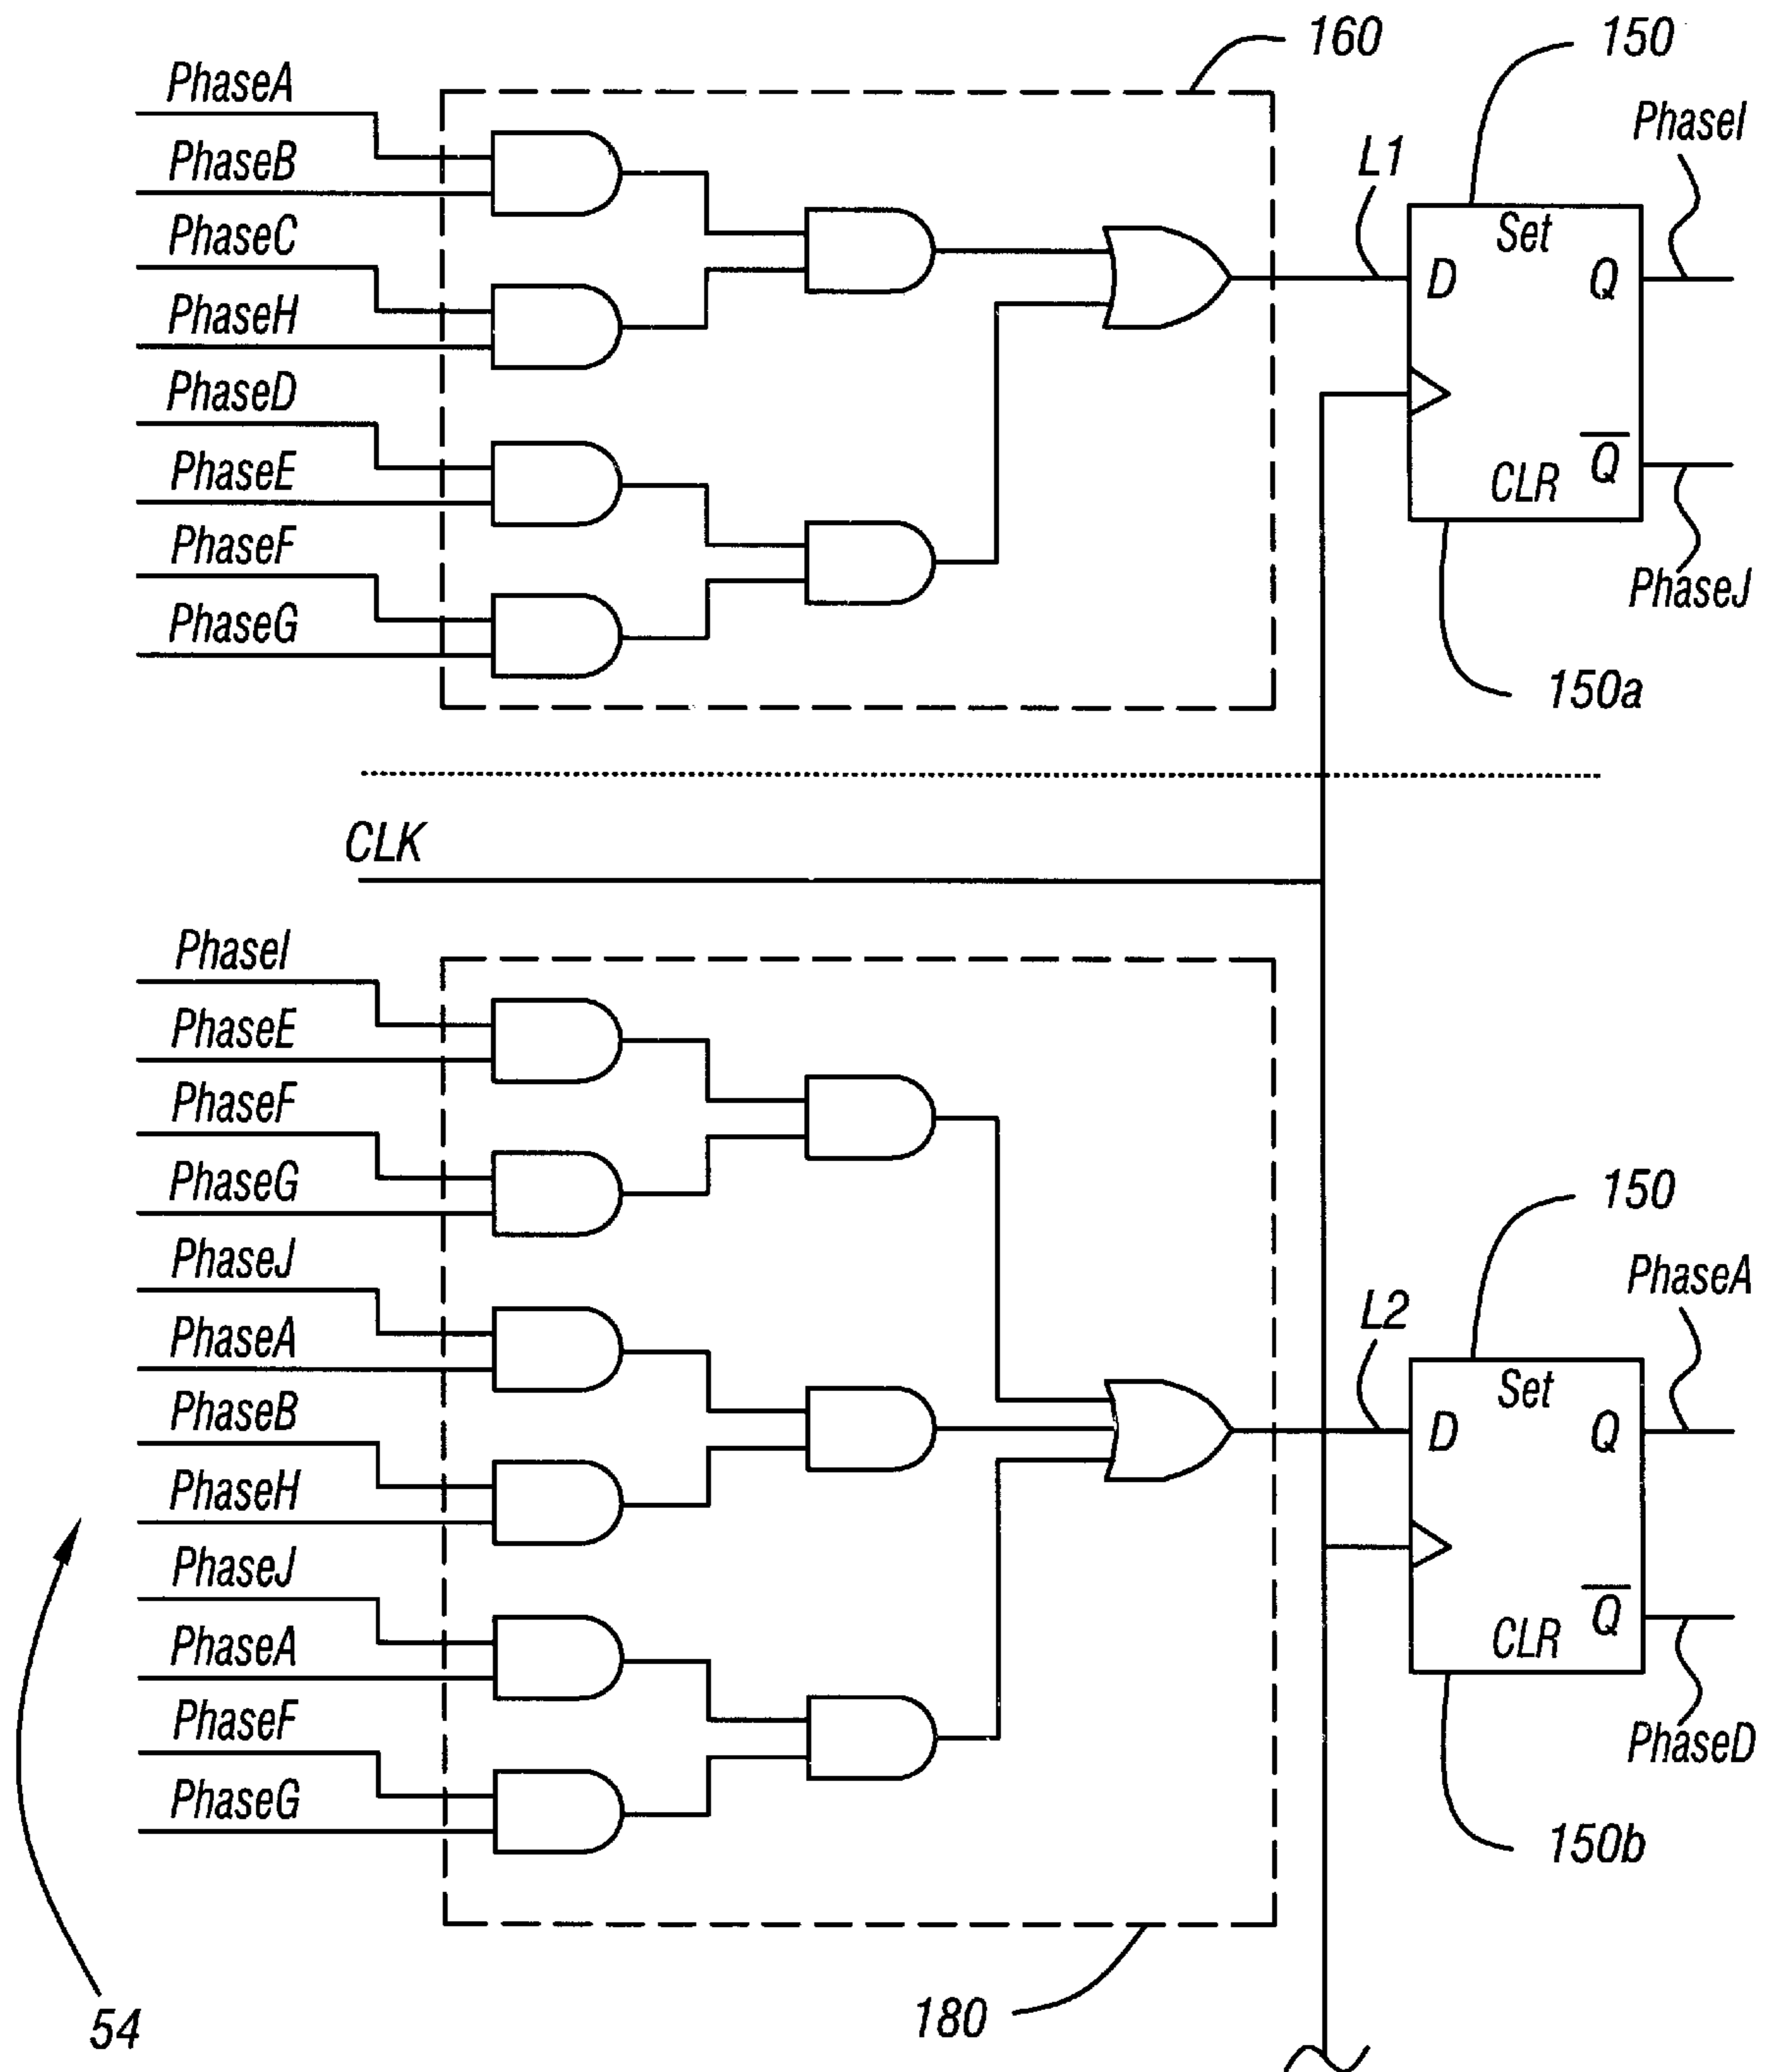 160
150
PhaseA
PhaseB
PhaseC
PhaseH
PhaseD
PhaseE
PhaseF
PhaseG
L1
Set
D
Q
Q̅
CLR
PhaseI
PhaseJ
150a
CLK
PhaseI
PhaseE
PhaseF
PhaseG
PhaseJ
PhaseA
PhaseB
PhaseH
PhaseJ
PhaseA
PhaseF
PhaseG
150
L2
Set
D
Q
Q̅
CLR
PhaseA
PhaseD
150b
180
54